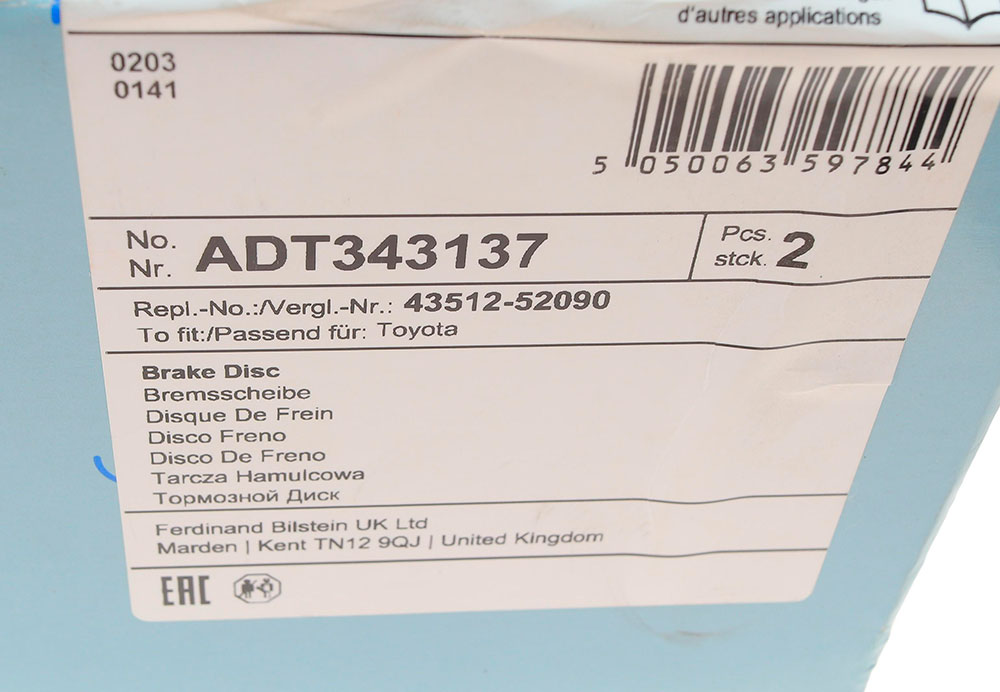 d'autres applications
0203
0141
5 050063 597844
No.
Nr. ADT343137
Pcs.
stck. 2
Repl.-No.:/Vergl.-Nr.: 43512-52090
To fit:/Passend für: Toyota
Brake Disc
Bremsscheibe
Disque De Frein
Disco Freno
Disco De Freno
Tarcza Hamulcowa
Тормозной Диск
Ferdinand Bilstein UK Ltd
Marden | Kent TN12 9QJ | United Kingdom
EAC